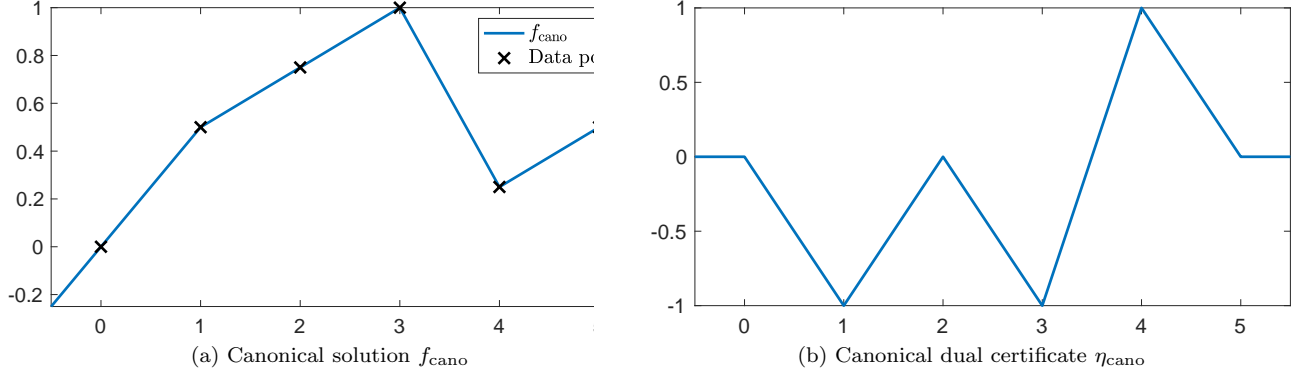 1
0.8
0.6
0.4
0.2
0
-0.2
0 1 2 3 4
f_cano
Data
(a) Canonical solution f_cano
1
0.5
0
-0.5
-1
0 1 2 3 4 5
(b) Canonical dual certificate η_cano